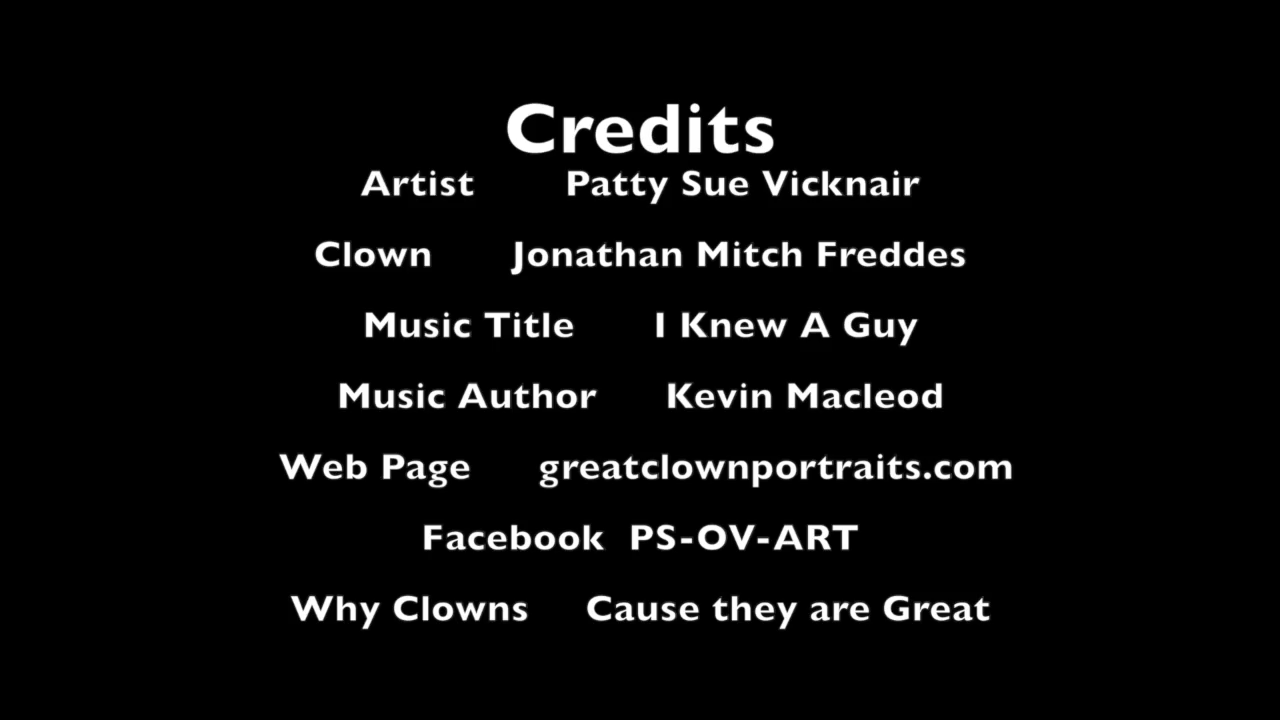 Credits
Artist Patty Sue Vicknair
Clown Jonathan Mitch Freddes
Music Title I Knew A Guy
Music Author Kevin Macleod
Web Page greatclownportraits.com
Facebook PS-OV-ART
Why Clowns Cause they are Great